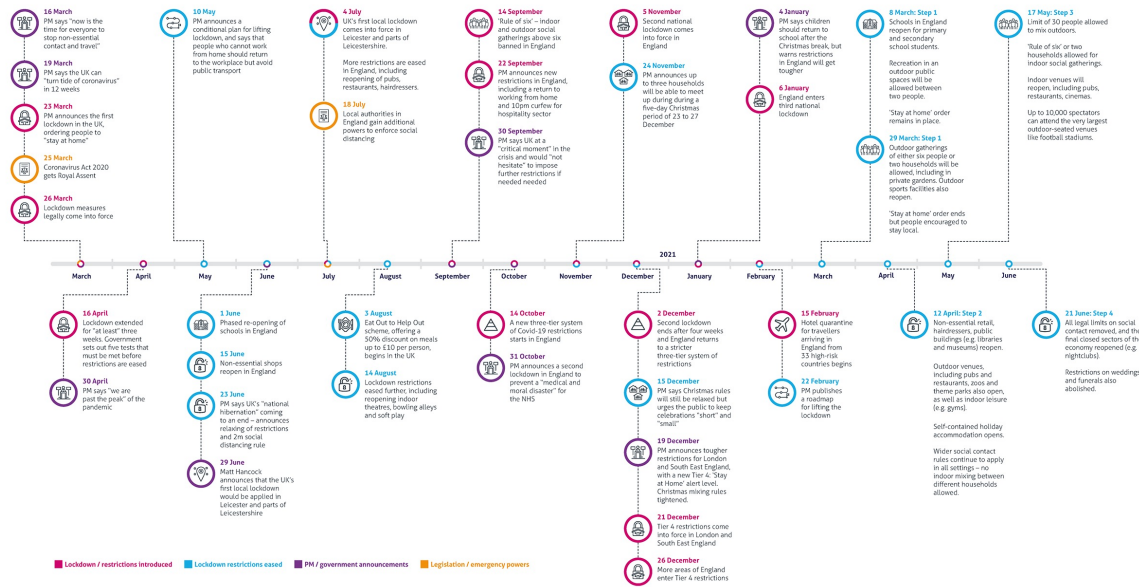 16 March
PM says "now is the
time for everyone to
stop non-essential
contact and travel"
19 March
PM says the UK can
"turn tide of coronavirus"
in 12 weeks
23 March
PM announces the first
lockdown in the UK,
ordering people to
"stay at home"
25 March
Coronavirus Act 2020
gets Royal Assent
26 March
Lockdown measures
legally come into force
10 May
PM announces a
conditional plan for lifting
lockdown, and says that
people who cannot work
from home should return
to the workplace but avoid
public transport
4 July
UK's first local lockdown
comes into force in
Leicester and parts of
Leicestershire.
More restrictions are eased
in England, including
reopening of pubs,
restaurants, hairdressers.
18 July
Local authorities in
England gain additional
powers to enforce social
distancing
14 September
'Rule of six' – indoor
and outdoor social
gatherings above six
banned in England
22 September
PM announces new
restrictions in England,
including a return to
working from home
and 10pm curfew for
hospitality sector
30 September
PM says UK at a
"critical moment" in the
crisis and would "not
hesitate" to impose
further restrictions if
needed needed
5 November
Second national
lockdown comes
into force in
England
24 November
PM announces up
to three households
will be able to meet
up during during a
five-day Christmas
period of 23 to 27
December
4 January
PM says children
should return to
school after the
Christmas break, but
warns restrictions
in England will get
tougher
6 January
England enters
third national
lockdown
8 March: Step 1
Schools in England
reopen for primary
and secondary
school students.
Recreation in an
outdoor public
spaces will be
allowed between
two people.
'Stay at home' order
remains in place.
29 March: Step 1
Outdoor gatherings
of either six people or
two households will be
allowed, including in
private gardens. Outdoor
sports facilities also
reopen.
'Stay at home' order ends
but people encouraged to
stay local.
17 May: Step 3
Limit of 30 people allowed
to mix outdoors.
'Rule of six' or two
households allowed for
indoor social gatherings.
Indoor venues will
reopen, including pubs,
restaurants, cinemas.
Up to 10,000 spectators
can attend the very largest
outdoor-seated venues
like football stadiums.
2021
March April May June July August September October November December January February March April May June
16 April
Lockdown extended
for "at least" three
weeks. Government
sets out five tests that
must be met before
restrictions are eased
30 April
PM says "we are
past the peak" of the
pandemic
1 June
Phased re-opening of
schools in England
15 June
Non-essential shops
reopen in England
23 June
PM says UK's "national
hibernation" coming
to an end – announces
relaxing of restrictions
and 2m social
distancing rule
29 June
Matt Hancock
announces that the UK's
first local lockdown
would be applied in
Leicester and parts of
Leicestershire
3 August
Eat Out to Help Out
scheme, offering a
50% discount on meals
up to £10 per person,
begins in the UK
14 August
Lockdown restrictions
eased further, including
reopening indoor
theatres, bowling alleys
and soft play
14 October
A new three-tier system
of Covid-19 restrictions
starts in England
31 October
PM announces a second
lockdown in England to
prevent a "medical and
moral disaster" for
the NHS
2 December
Second lockdown
ends after four weeks
and England returns
to a stricter
three-tier system of
restrictions
15 December
PM says Christmas rules
will still be relaxed but
urges the public to keep
celebrations "short" and
"small"
19 December
PM announces tougher
restrictions for London
and South East England,
with a new Tier 4: 'Stay
at Home' alert level.
Christmas mixing rules
tightened.
21 December
Tier 4 restrictions come
into force in London and
South East England
26 December
More areas of England
enter Tier 4 restrictions
15 February
Hotel quarantine
for travellers
arriving in
England from
33 high-risk
countries begins
22 February
PM publishes
a roadmap
for lifting the
lockdown
12 April: Step 2
Non-essential retail,
hairdressers, public
buildings (e.g. libraries
and museums) reopen.
Outdoor venues,
including pubs and
restaurants, zoos and
theme parks also open,
as well as indoor leisure
(e.g. gyms).
Self-contained holiday
accommodation opens.
Wider social contact
rules continue to apply
in all settings – no
indoor mixing between
different households
allowed.
21 June: Step 4
All legal limits on social
contact removed, and the
final closed sectors of the
economy reopened (e.g.
nightclubs).
Restrictions on weddings
and funerals also
abolished.
Lockdown / restrictions introduced
Lockdown restrictions eased
PM / government announcements
Legislation / emergency powers